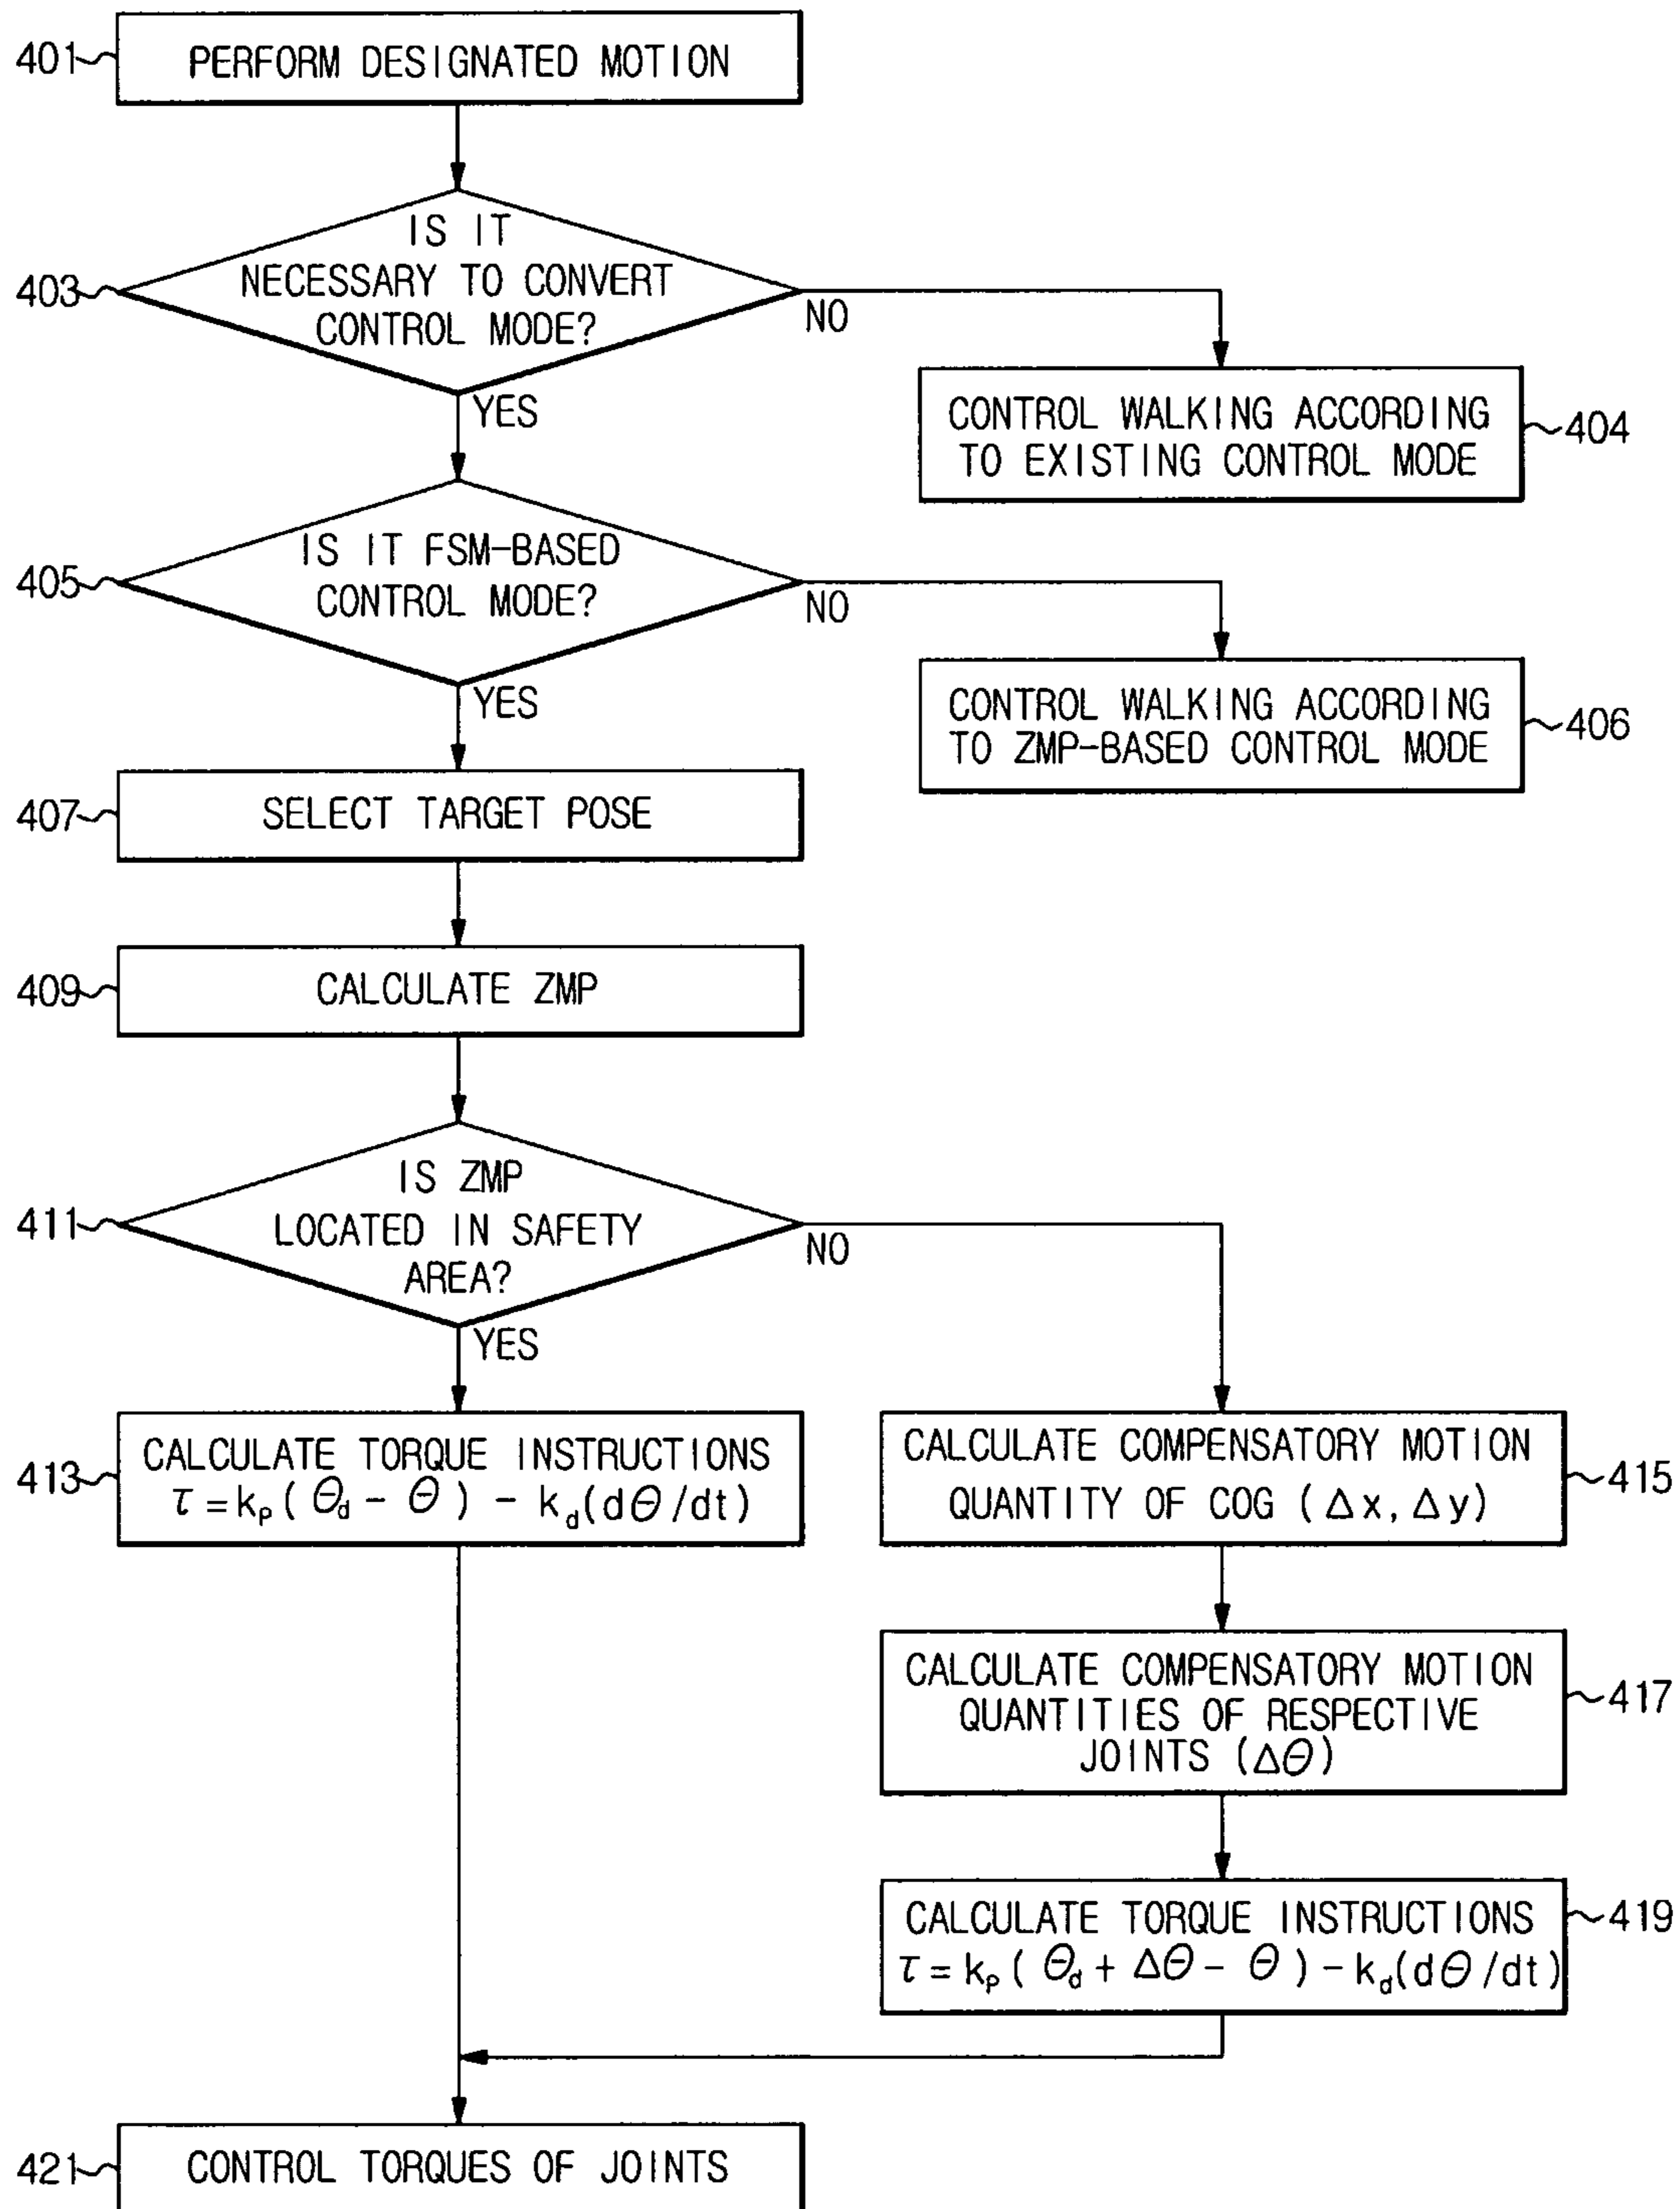 401
PERFORM DESIGNATED MOTION
403
IS IT
NECESSARY TO CONVERT
CONTROL MODE?
NO
YES
CONTROL WALKING ACCORDING
TO EXISTING CONTROL MODE
404
405
IS IT FSM-BASED
CONTROL MODE?
NO
YES
CONTROL WALKING ACCORDING
TO ZMP-BASED CONTROL MODE
406
407
SELECT TARGET POSE
409
CALCULATE ZMP
411
IS ZMP
LOCATED IN SAFETY
AREA?
NO
YES
413
CALCULATE TORQUE INSTRUCTIONS
τ = kₚ ( θ_d - θ ) - k_d (dθ/dt)
CALCULATE COMPENSATORY MOTION
QUANTITY OF COG (Δx, Δy)
415
CALCULATE COMPENSATORY MOTION
QUANTITIES OF RESPECTIVE
JOINTS (Δθ)
417
CALCULATE TORQUE INSTRUCTIONS
τ = kₚ ( θ_d + Δθ - θ ) - k_d (dθ/dt)
419
421
CONTROL TORQUES OF JOINTS